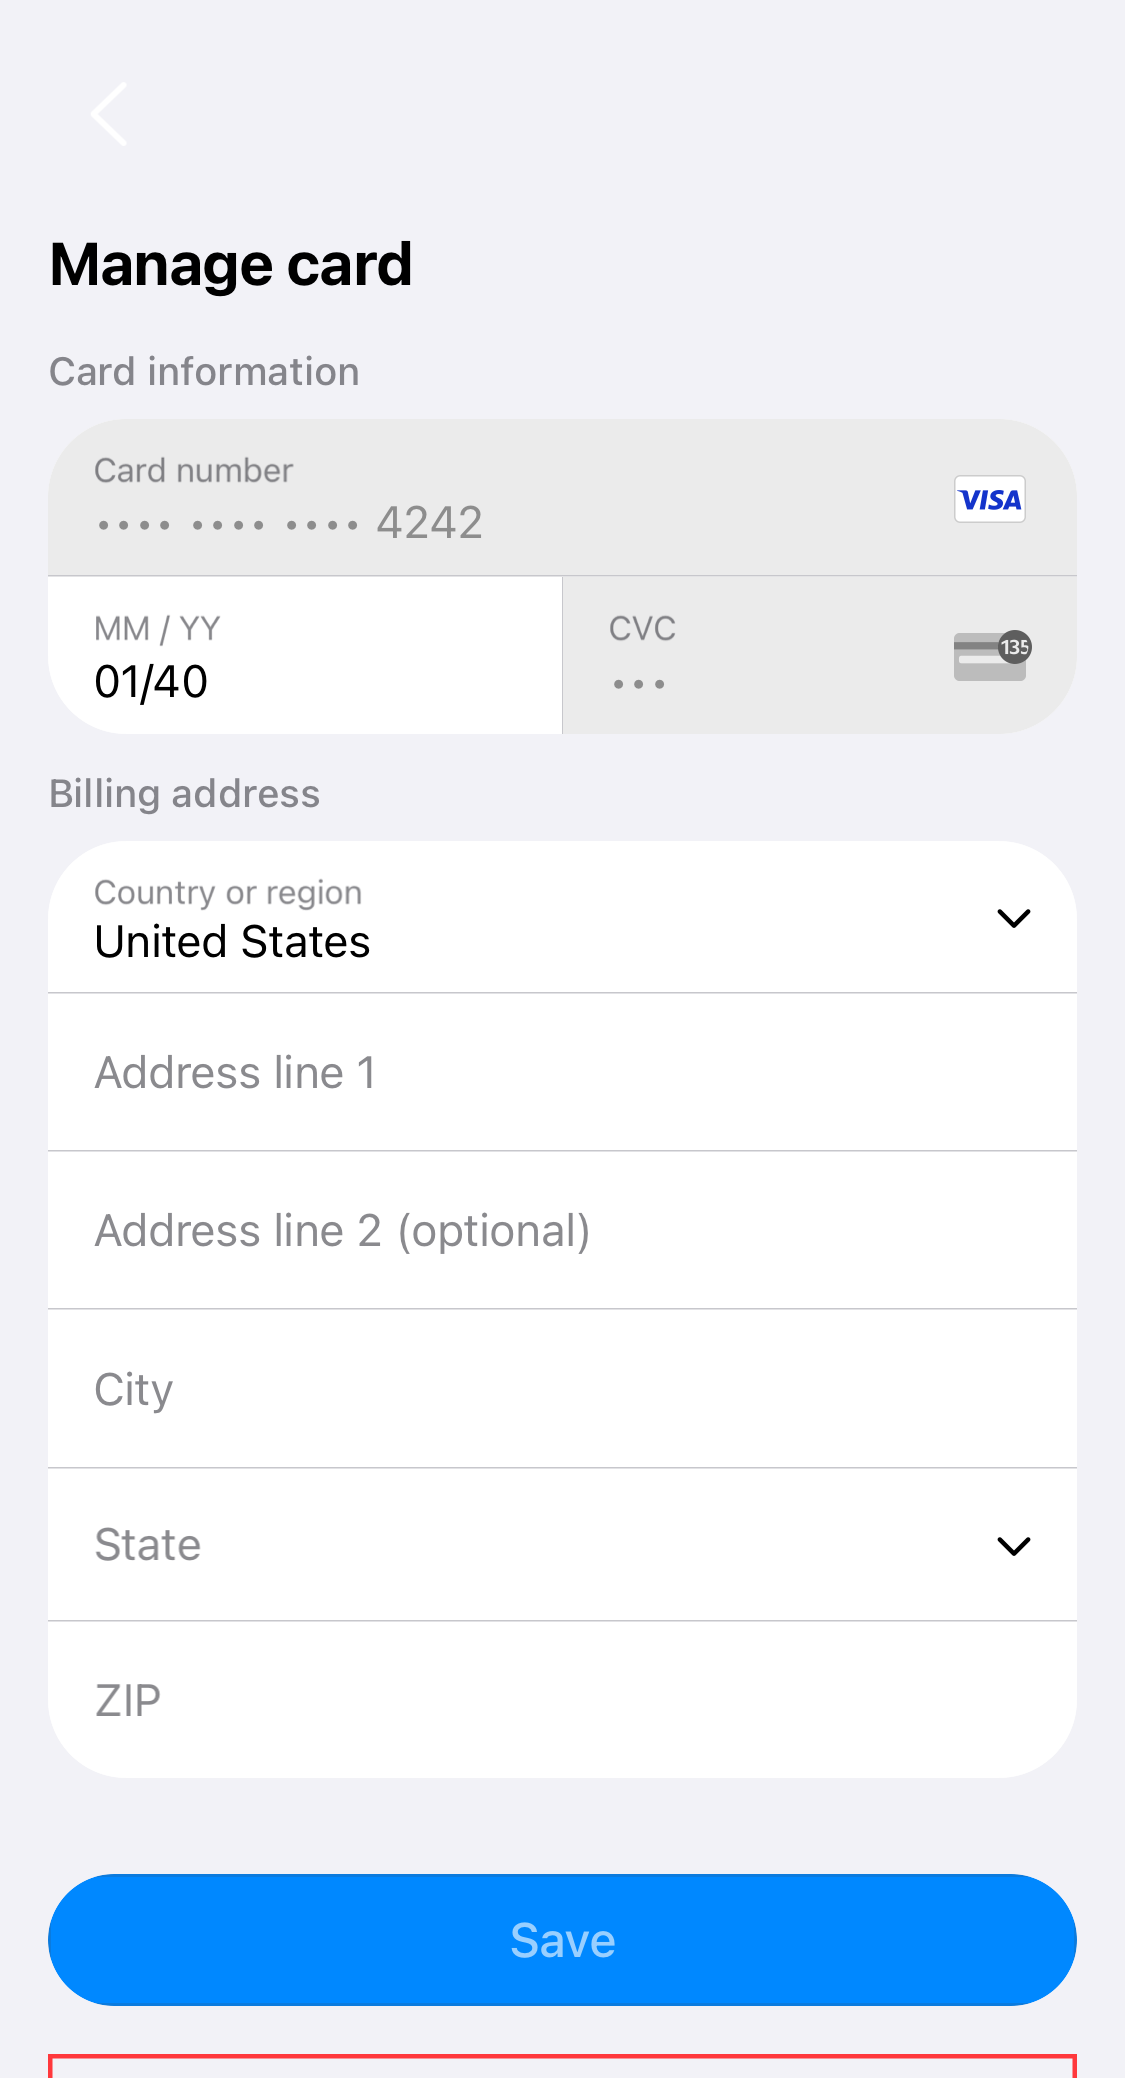 Manage card
Card information
Card number
•••• •••• •••• 4242
VISA
MM / YY
01/40
CVC
•••
135
Billing address
Country or region
United States
Address line 1
Address line 2 (optional)
City
State
ZIP
Save